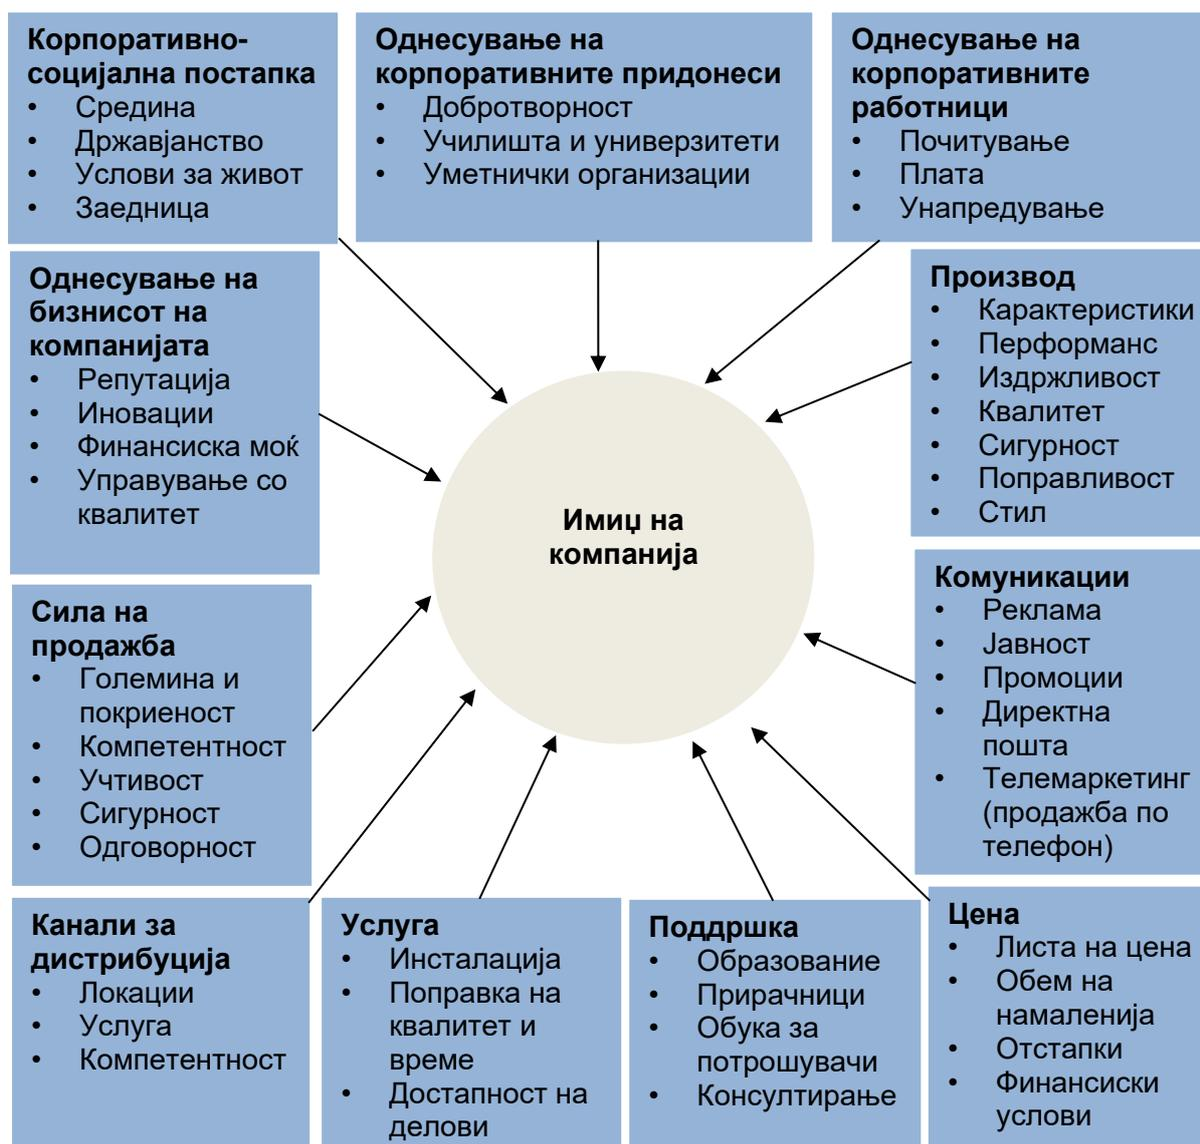 Корпоративно-
социјална постапка
• Средина
• Државјанство
• Услови за живот
• Заедница
Однесување на
корпоративните придонеси
• Добротворност
• Училишта и универзитети
• Уметнички организации
Однесување на
корпоративните
работници
• Почитување
• Плата
• Унапредување
Однесување на
бизнисот на
компанијата
• Репутација
• Иновации
• Финансиска моќ
• Управување со
квалитет
Производ
• Карактеристики
• Перформанс
• Издржливост
• Квалитет
• Сигурност
• Поправливост
• Стил
Имиџ на
компанија
Сила на
продажба
• Големина и
покриеност
• Компетентност
• Учтивост
• Сигурност
• Одговорност
Комуникации
• Реклама
• Јавност
• Промоции
• Директна
пошта
• Телемаркетинг
(продажба по
телефон)
Канали за
дистрибуција
• Локации
• Услуга
• Компетентност
Услуга
• Инсталација
• Поправка на
квалитет и
време
• Достапност на
делови
Поддршка
• Образование
• Прирачници
• Обука за
потрошувачи
• Консултирање
Цена
• Листа на цена
• Обем на
намаленија
• Отстапки
• Финансиски
услови